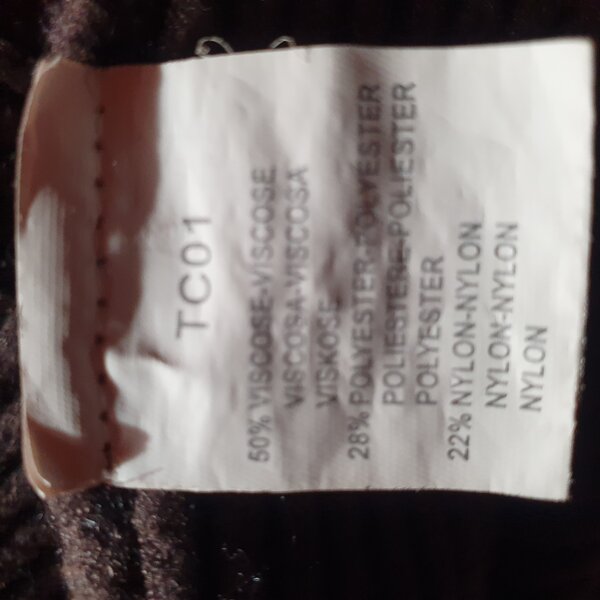 TC01
50% VISCOSE-VISCOSE
VISCOSA-VISCOSA
VISKOSE
28% POLYESTER-POLYESTER
POLIESTERE-POLIESTER
POLYESTER
22% NYLON-NYLON
NYLON-NYLON
NYLON